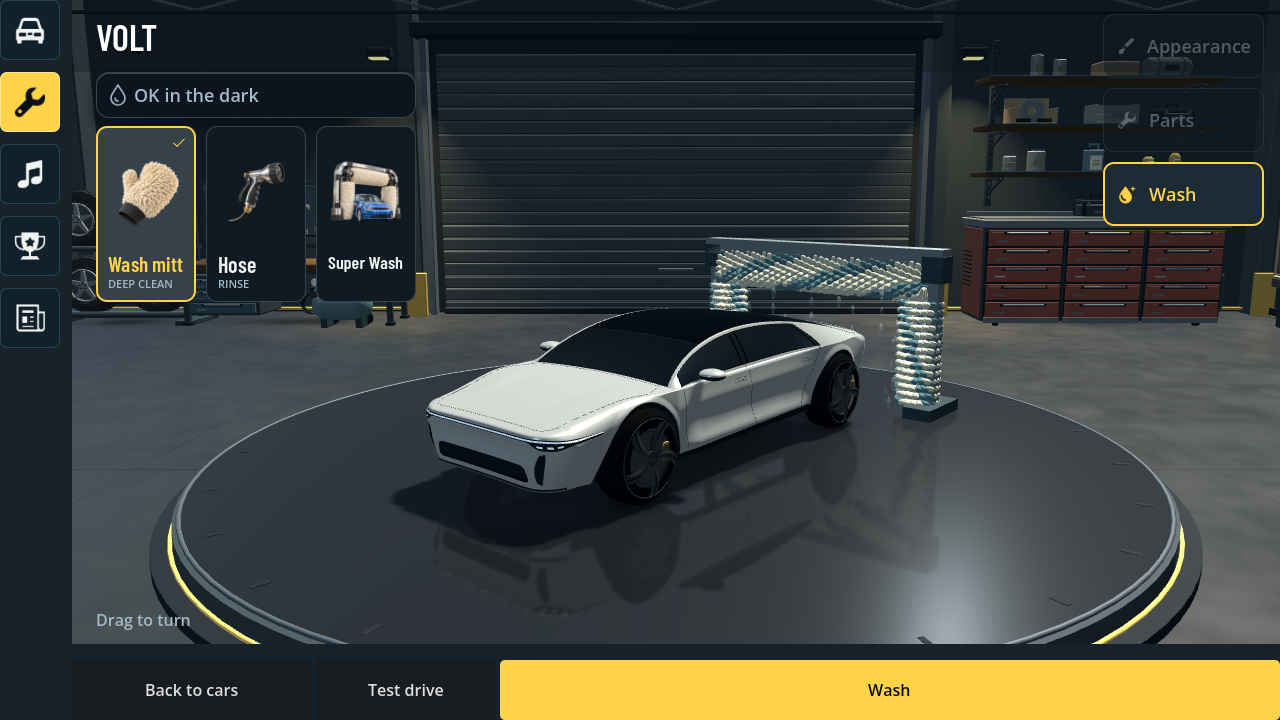 VOLT
OK in the dark
Wash mitt
DEEP CLEAN
Hose
RINSE
Super Wash
Appearance
Parts
Wash
Drag to turn
Back to cars
Test drive
Wash